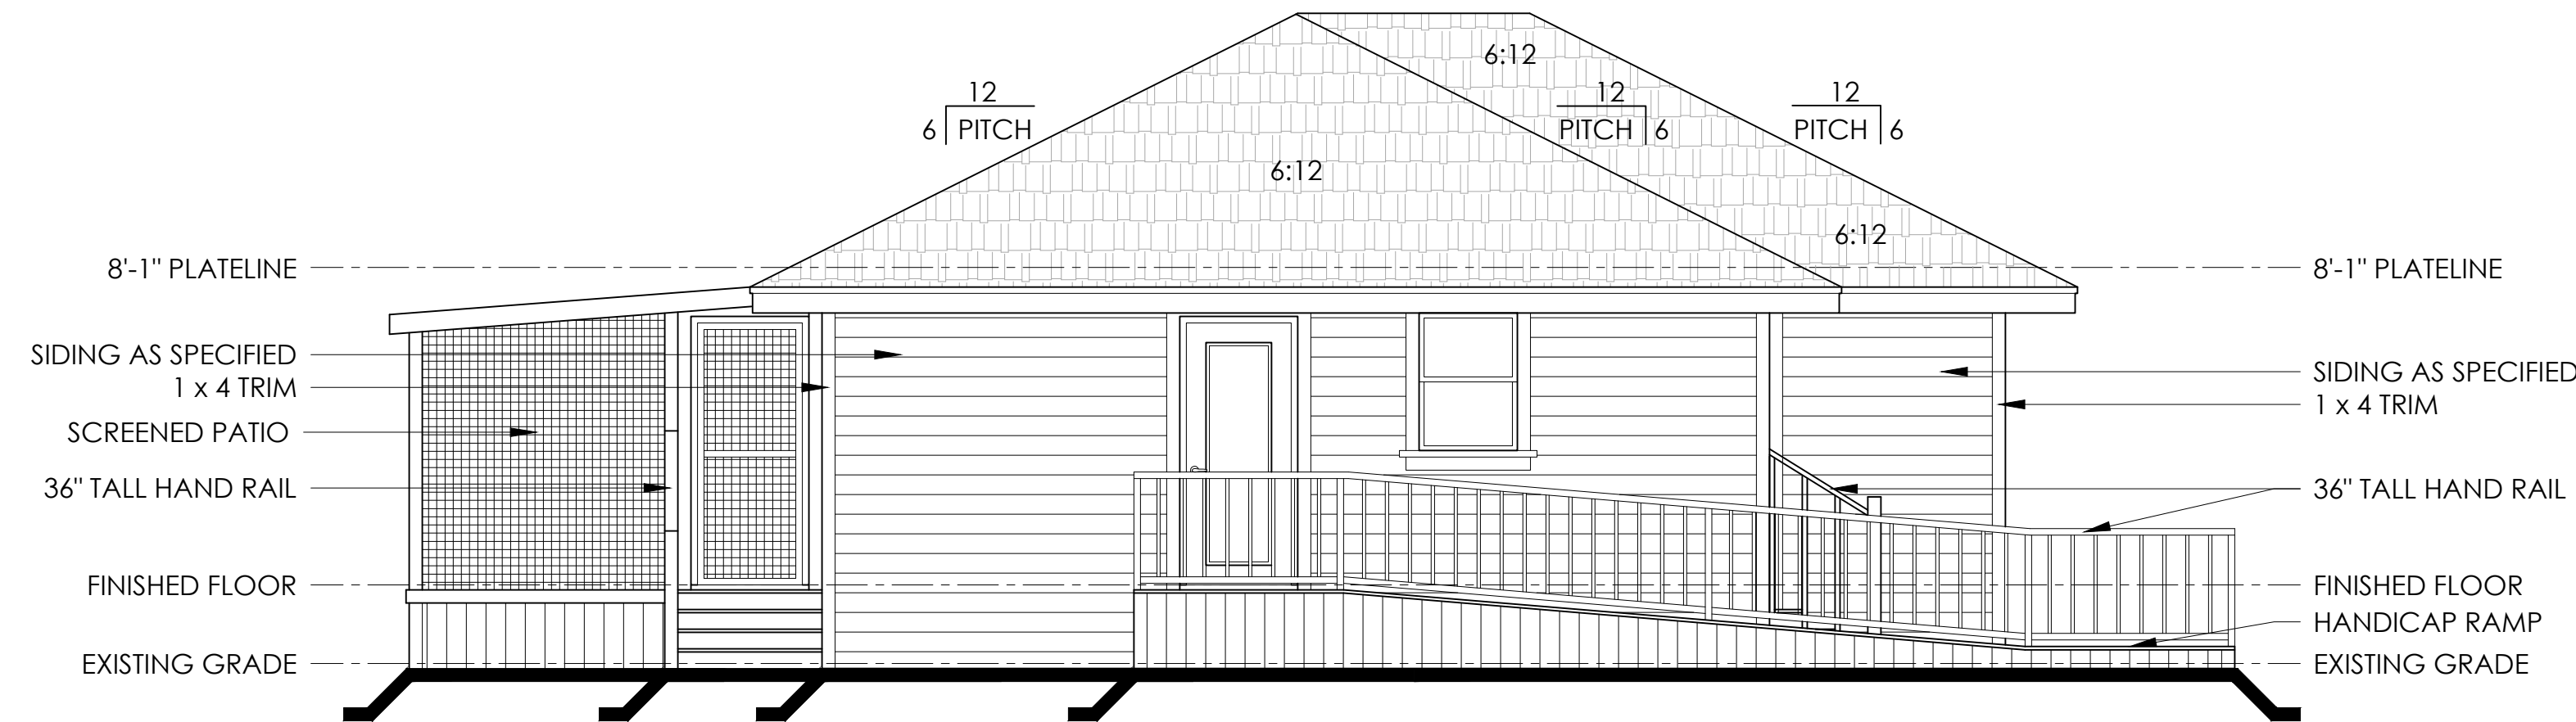 6:12
12
6 PITCH
12
PITCH 6
12
PITCH 6
6:12
6:12
8'-1" PLATELINE
SIDING AS SPECIFIED
1 x 4 TRIM
SCREENED PATIO
36" TALL HAND RAIL
FINISHED FLOOR
EXISTING GRADE
8'-1" PLATELINE
SIDING AS SPECIFIED
1 x 4 TRIM
36" TALL HAND RAIL
FINISHED FLOOR
HANDICAP RAMP
EXISTING GRADE